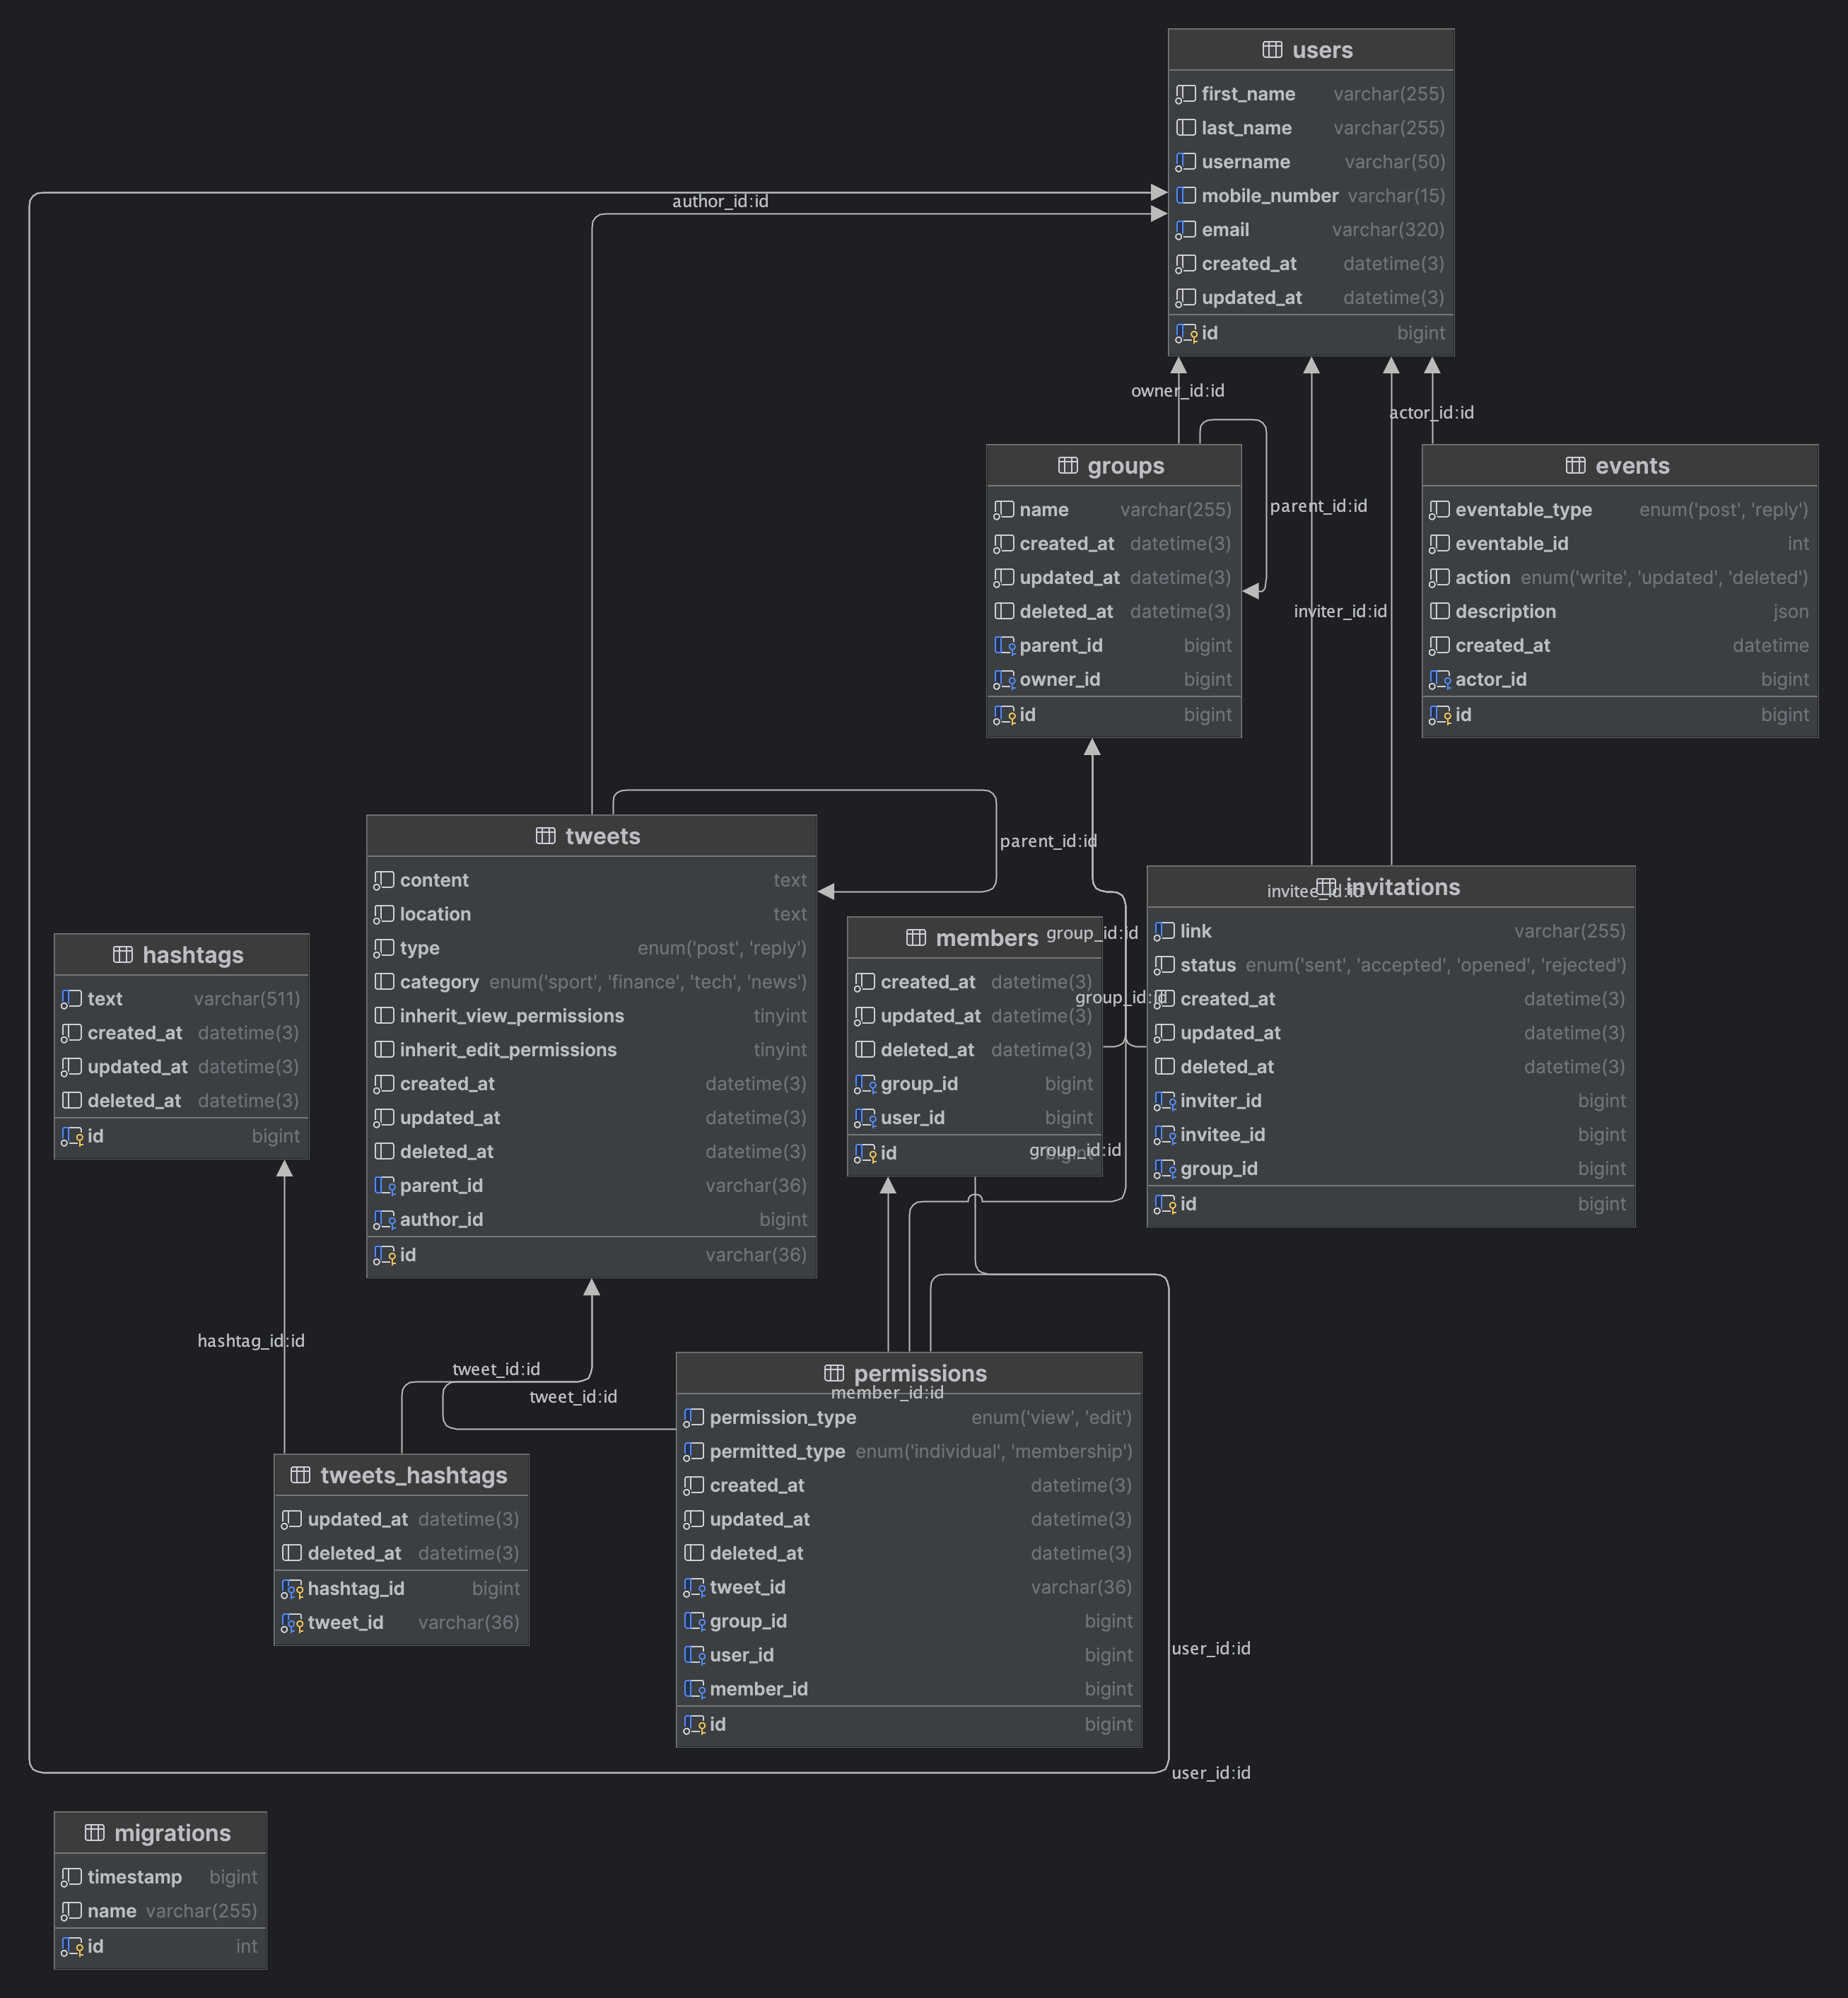 users
first_name varchar(255)
last_name varchar(255)
username varchar(50)
mobile_number varchar(15)
email varchar(320)
created_at datetime(3)
updated_at datetime(3)
id bigint
author_id:id
owner_id:id
actor_id:id
groups
name varchar(255)
created_at datetime(3)
updated_at datetime(3)
deleted_at datetime(3)
parent_id bigint
owner_id bigint
id bigint
parent_id:id
inviter_id:id
events
eventable_type enum('post', 'reply')
eventable_id int
action enum('write', 'updated', 'deleted')
description json
created_at datetime
actor_id bigint
id bigint
tweets
content text
location text
type enum('post', 'reply')
category enum('sport', 'finance', 'tech', 'news')
inherit_view_permissions tinyint
inherit_edit_permissions tinyint
created_at datetime(3)
updated_at datetime(3)
deleted_at datetime(3)
parent_id varchar(36)
author_id bigint
id varchar(36)
parent_id:id
invitations
invitee_id:id
link varchar(255)
status enum('sent', 'accepted', 'opened', 'rejected')
created_at datetime(3)
updated_at datetime(3)
deleted_at datetime(3)
inviter_id bigint
invitee_id bigint
group_id bigint
id bigint
members
group_id:id
created_at datetime(3)
group_id:id
updated_at datetime(3)
deleted_at datetime(3)
group_id bigint
user_id bigint
group_id:id
id bigint
hashtags
text varchar(511)
created_at datetime(3)
updated_at datetime(3)
deleted_at datetime(3)
id bigint
hashtag_id:id
tweet_id:id
tweet_id:id
permissions
member_id:id
permission_type enum('view', 'edit')
permitted_type enum('individual', 'membership')
created_at datetime(3)
updated_at datetime(3)
deleted_at datetime(3)
tweet_id varchar(36)
group_id bigint
user_id bigint
member_id bigint
id bigint
tweets_hashtags
updated_at datetime(3)
deleted_at datetime(3)
hashtag_id bigint
tweet_id varchar(36)
user_id:id
user_id:id
migrations
timestamp bigint
name varchar(255)
id int